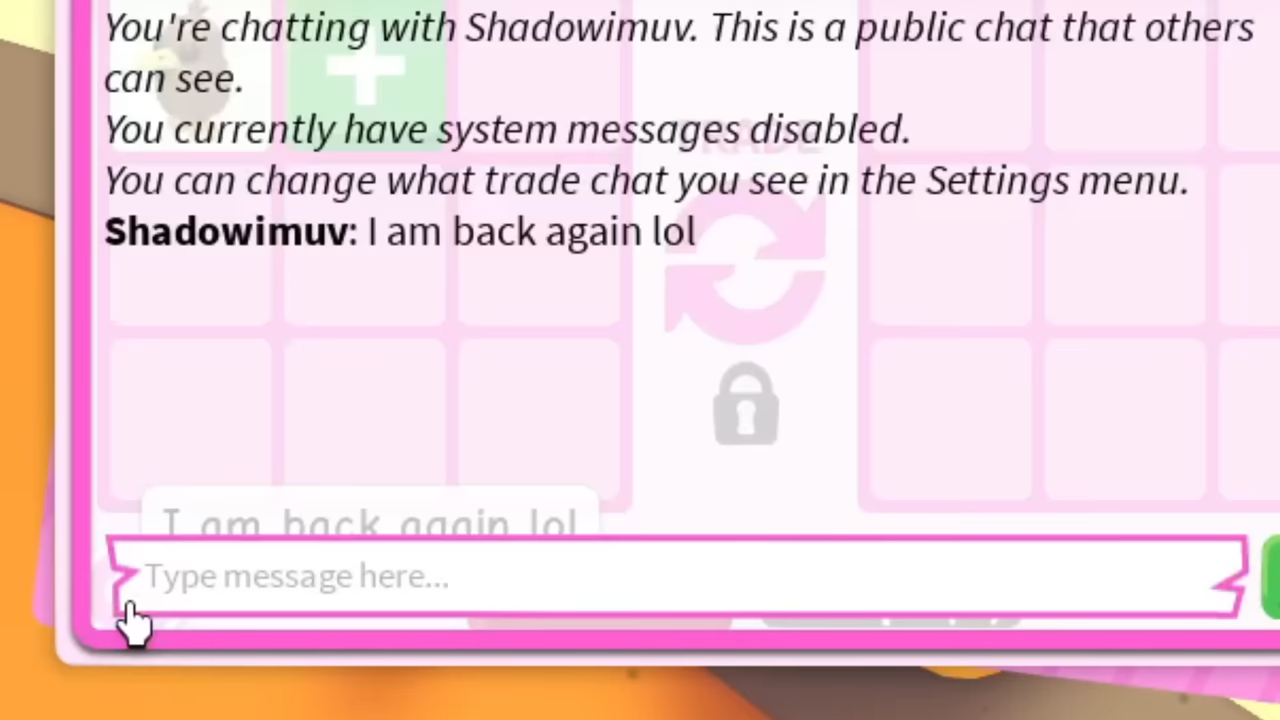 You're chatting with Shadowimuv. This is a public chat that others
can see.
You currently have system messages disabled.
TRADE
You can change what trade chat you see in the Settings menu.
Shadowimuv: I am back again lol
I am back again lol
Type message here...